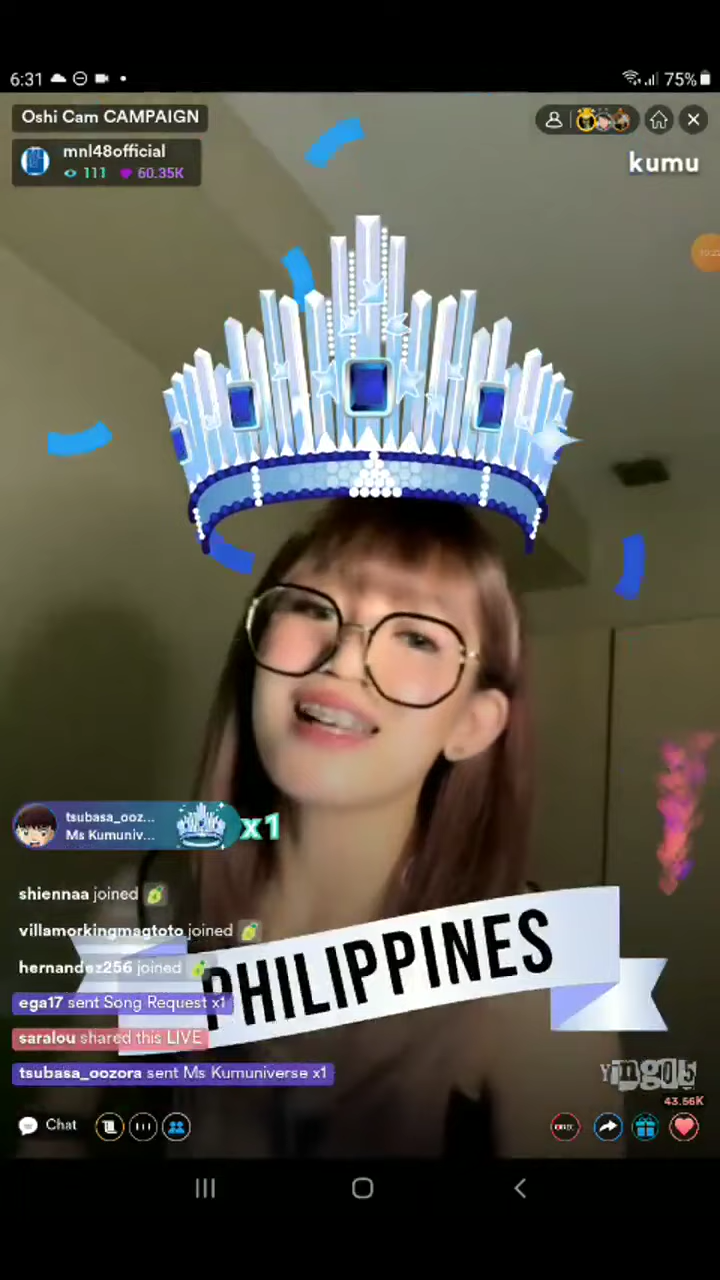 6:31
75%
Oshi Cam CAMPAIGN
mnl48official
111
60.35K
kumu
tsubasa_ooz...
Ms Kumuniv...
x1
shiennaa joined
villamorkingmagtoto joined
hernandez256 joined
PHILIPPINES
ega17 sent Song Request x1
saralou shared this LIVE
tsubasa_oozora sent Ms Kumuniverse x1
43.56K
Chat